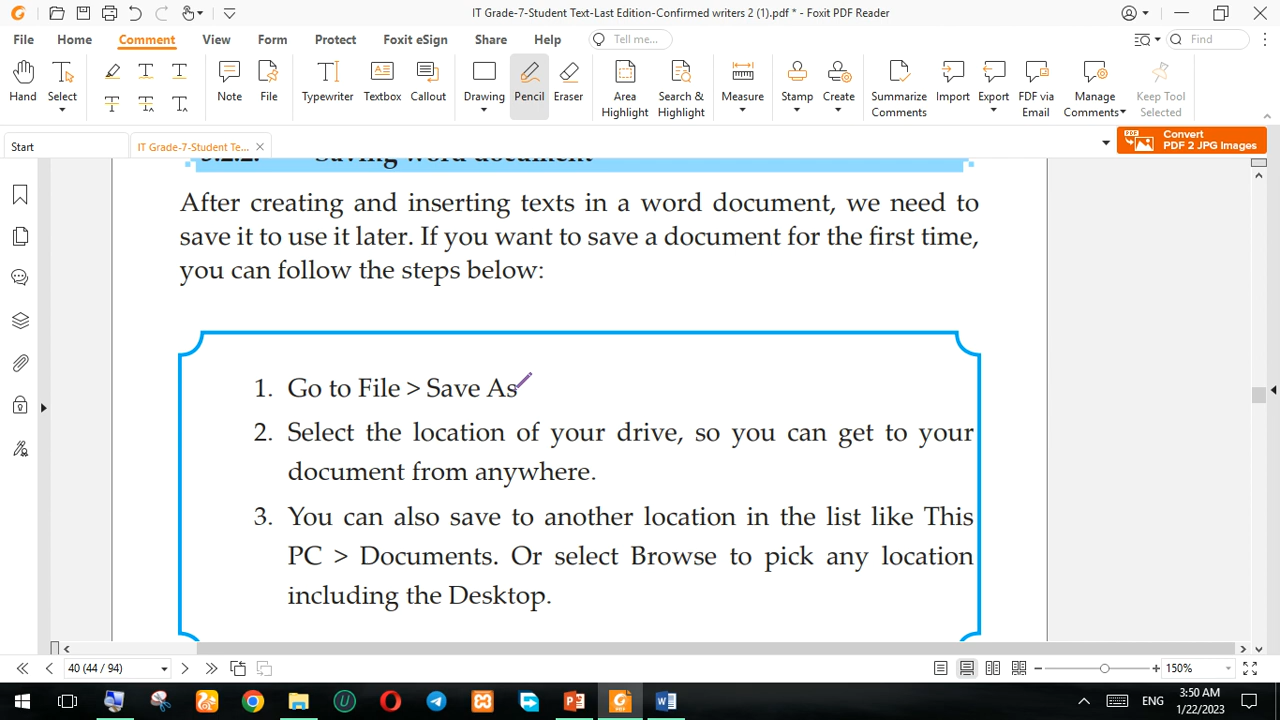 IT Grade-7-Student Text-Last Edition-Confirmed writers 2 (1).pdf * - Foxit PDF Reader
File Home Comment View Form Protect Foxit eSign Share Help Tell me... Find
Hand Select Note File Typewriter Textbox Callout Drawing Pencil Eraser Area Highlight Search & Highlight Measure Stamp Create Summarize Comments Import Export FDF via Email Manage Comments Keep Tool Selected
Start IT Grade-7-Student Te... Convert PDF 2 JPG Images
3.2.2. Saving word document
After creating and inserting texts in a word document, we need to
save it to use it later. If you want to save a document for the first time,
you can follow the steps below:
1. Go to File > Save As
2. Select the location of your drive, so you can get to your
document from anywhere.
3. You can also save to another location in the list like This
PC > Documents. Or select Browse to pick any location
including the Desktop.
40 (44 / 94) 150%
ENG 3:50 AM
1/22/2023